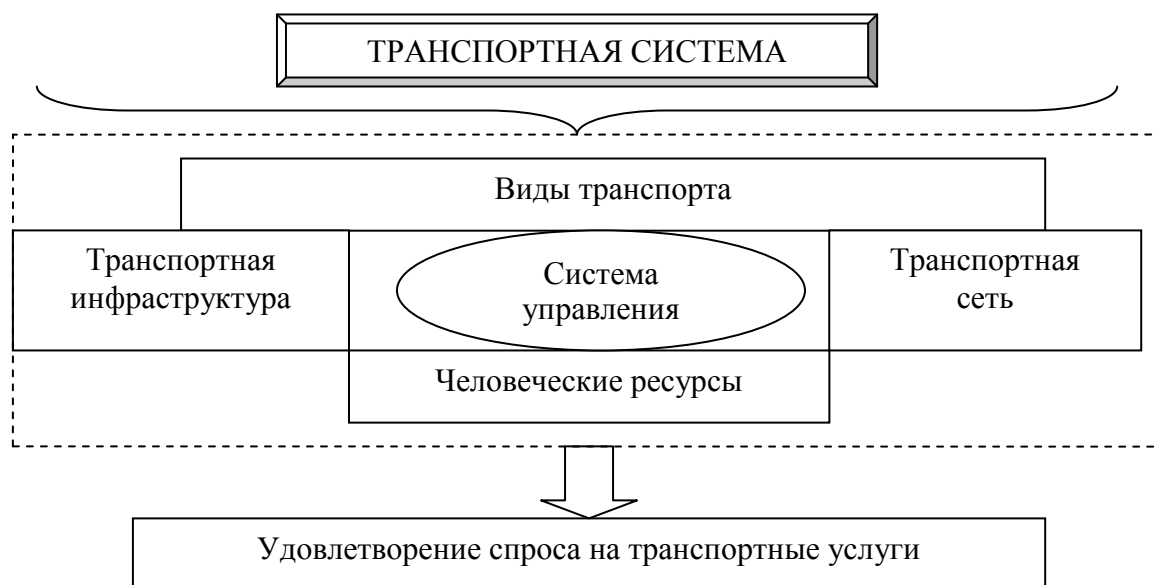 ТРАНСПОРТНАЯ СИСТЕМА
Виды транспорта
Транспортная
инфраструктура
Система
управления
Транспортная
сеть
Человеческие ресурсы
Удовлетворение спроса на транспортные услуги